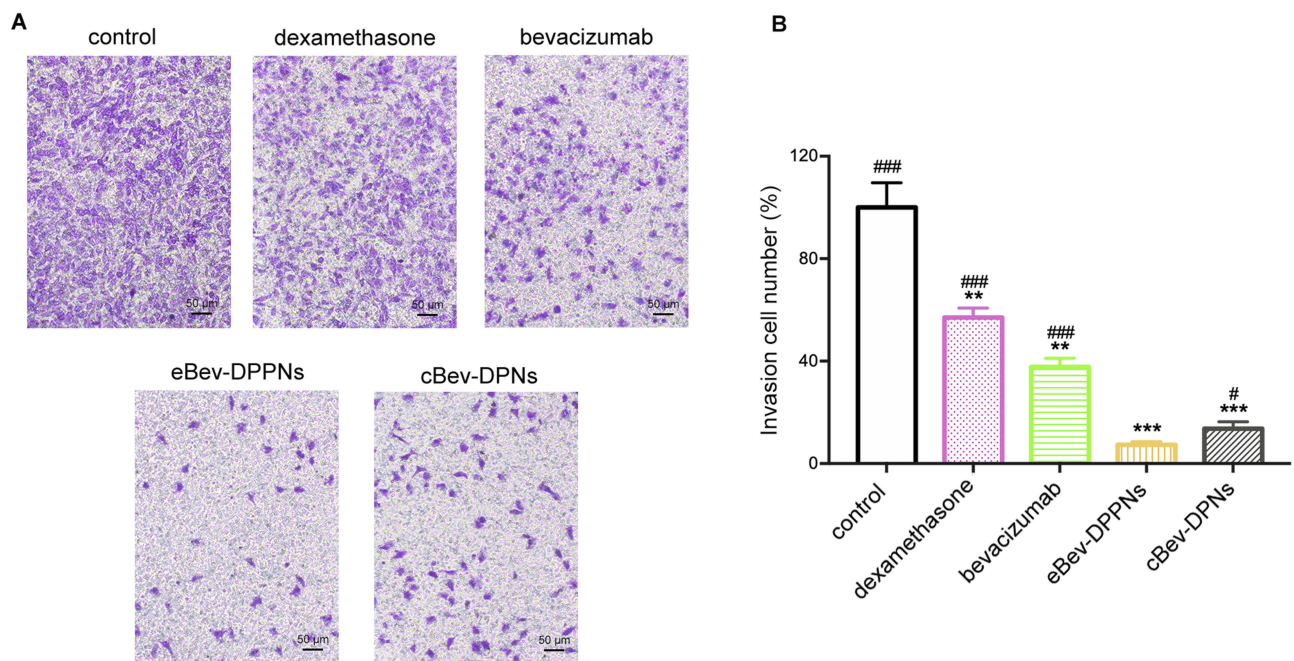 A
control
dexamethasone
bevacizumab
50 µm
50 µm
50 µm
eBev-DPPNs
cBev-DPNs
50 µm
50 µm
B
Invasion cell number (%)
120
80
40
0
###
###
**
###
**
***
#
***
control
dexamethasone
bevacizumab
eBev-DPPNs
cBev-DPNs